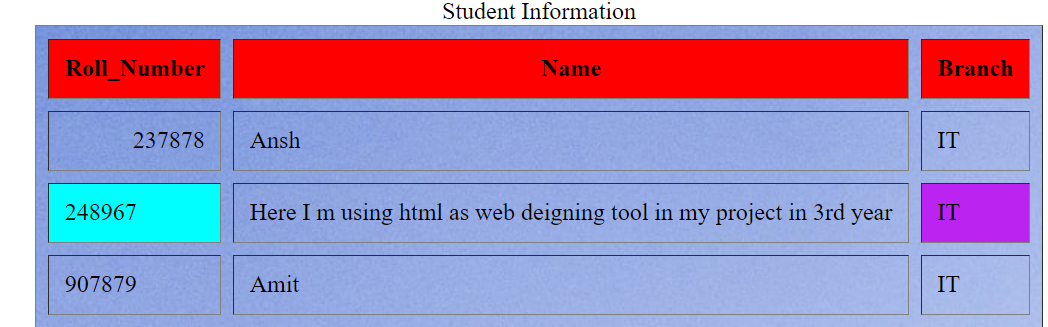 Student Information
Roll_Number Name Branch
237878 Ansh IT
248967 Here I m using html as web deigning tool in my project in 3rd year IT
907879 Amit IT